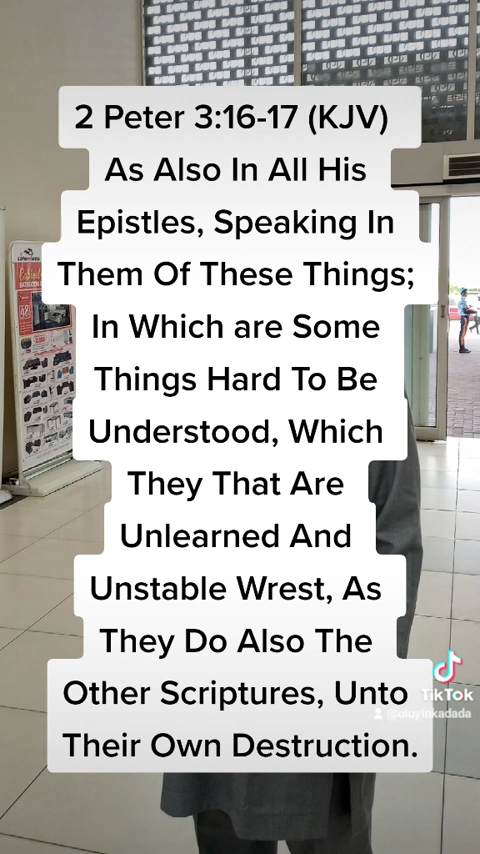 2 Peter 3:16-17 (KJV)
As Also In All His
Epistles, Speaking In
Them Of These Things;
In Which are Some
Things Hard To Be
Understood, Which
They That Are
Unlearned And
Unstable Wrest, As
They Do Also The
Other Scriptures, Unto
Their Own Destruction.
TikTok
@oluyinkadada